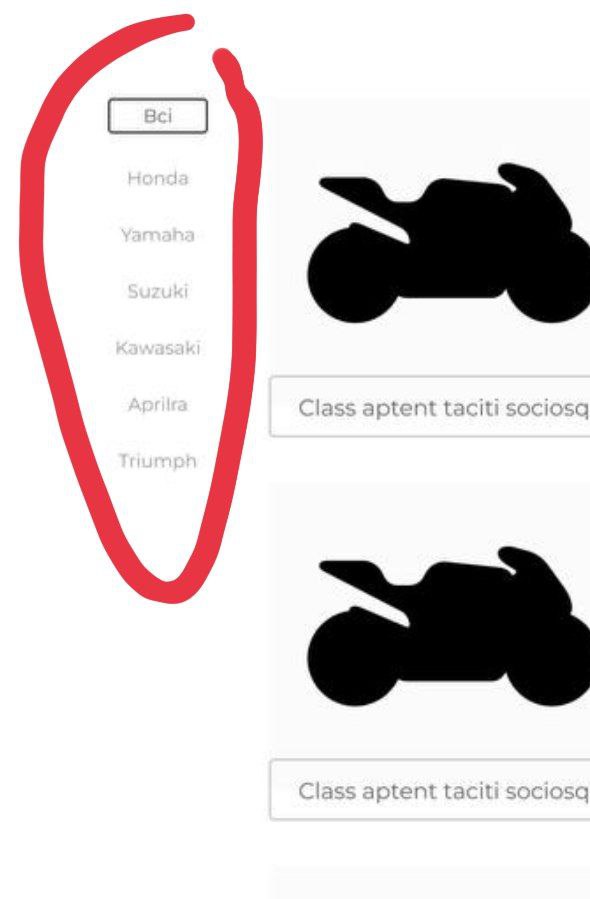 Bci
Honda
Yamaha
Suzuki
Kawasaki
Aprilra
Triumph
Class aptent taciti sociosq
Class aptent taciti sociosq